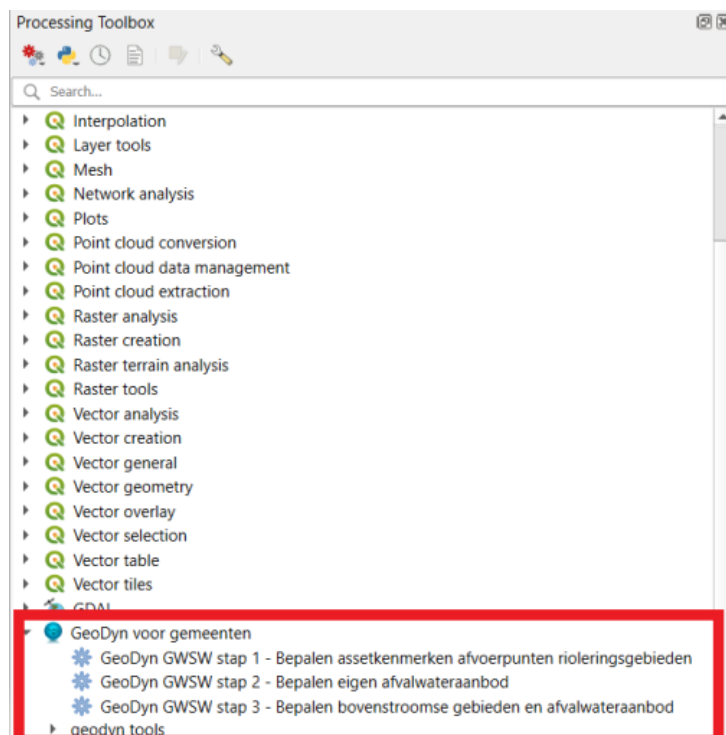 Processing Toolbox
Search...
Interpolation
Layer tools
Mesh
Network analysis
Plots
Point cloud conversion
Point cloud data management
Point cloud extraction
Raster analysis
Raster creation
Raster terrain analysis
Raster tools
Vector analysis
Vector creation
Vector general
Vector geometry
Vector overlay
Vector selection
Vector table
Vector tiles
GDAL
GeoDyn voor gemeenten
GeoDyn GWSW stap 1 - Bepalen assetkenmerken afvoerpunten rioleringsgebieden
GeoDyn GWSW stap 2 - Bepalen eigen afvalwateraanbod
GeoDyn GWSW stap 3 - Bepalen bovenstroomse gebieden en afvalwateraanbod
geodyn tools